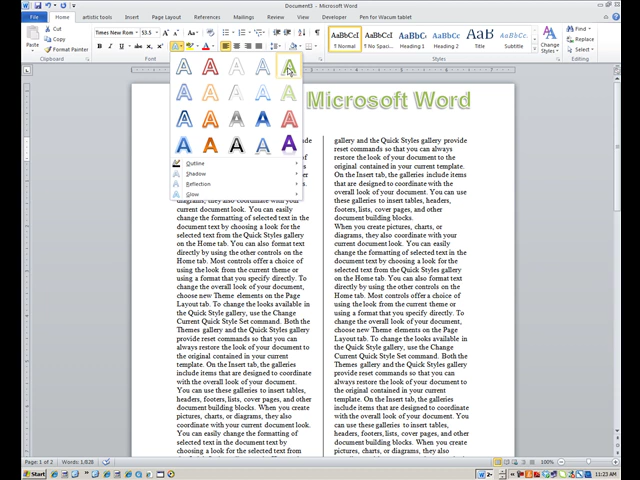 Document3 - Microsoft Word
File Home artistic tools Insert Page Layout References Mailings Review View Developer Pen for Wacum tablet
Cut
Copy
Format Painter
Paste
Clipboard
Times New Rom 53.5
AaBbCcI AaBbCcI AaBbCc AaBbCc AaB AaBbCcI
¶ Normal ¶ No Spaci... Heading 1 Heading 2 Title Subtitle
Change Styles
Find
Replace
Select
Paragraph Styles Editing
Microsoft Word
Outline
Shadow
Reflection
Glow
diagrams, they also coordinate with your
current document look. You can easily
change the formatting of selected text in the
document text by choosing a look for the
selected text from the Quick Styles gallery
on the Home tab. You can also format text
directly by using the other controls on the
Home tab. Most controls offer a choice of
using the look from the current theme or
using a format that you specify directly. To
change the overall look of your document,
choose new Theme elements on the Page
Layout tab. To change the looks available in
the Quick Style gallery, use the Change
Current Quick Style Set command. Both the
Themes gallery and the Quick Styles gallery
provide reset commands so that you can
always restore the look of your document to
the original contained in your current
template. On the Insert tab, the galleries
include items that are designed to coordinate
with the overall look of your document.
You can use these galleries to insert tables,
headers, footers, lists, cover pages, and other
document building blocks. When you create
pictures, charts, or diagrams, they also
coordinate with your current document look.
You can easily change the formatting of
selected text in the document text by
choosing a look for the selected text from
gallery and the Quick Styles gallery provide
reset commands so that you can always
restore the look of your document to the
original contained in your current template.
On the Insert tab, the galleries include items
that are designed to coordinate with the
overall look of your document. You can use
these galleries to insert tables, headers,
footers, lists, cover pages, and other
document building blocks.
When you create pictures, charts, or
diagrams, they also coordinate with your
current document look. You can easily
change the formatting of selected text in the
document text by choosing a look for the
selected text from the Quick Styles gallery
on the Home tab. You can also format text
directly by using the other controls on the
Home tab. Most controls offer a choice of
using the look from the current theme or
using a format that you specify directly. To
change the overall look of your document,
choose new Theme elements on the Page
Layout tab. To change the looks available in
the Quick Style gallery, use the Change
Current Quick Style Set command. Both the
Themes gallery and the Quick Styles gallery
provide reset commands so that you can
always restore the look of your document to
the original contained in your current
template. On the Insert tab, the galleries
include items that are designed to coordinate
with the overall look of your document. You
can use these galleries to insert tables,
headers, footers, lists, cover pages, and other
document building blocks. When you create
Page: 1 of 2 Words: 1,828 100%
Start 11:23 AM